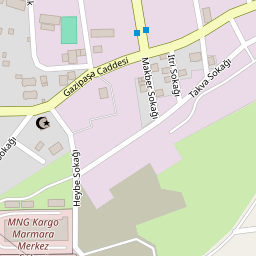 Gazipaşa Caddesi
Makber Sokağı
Itri Sokağı
Takva Sokağı
Sokağı
Heybe Sokağı
MNG Kargo
Marmara
Merkez